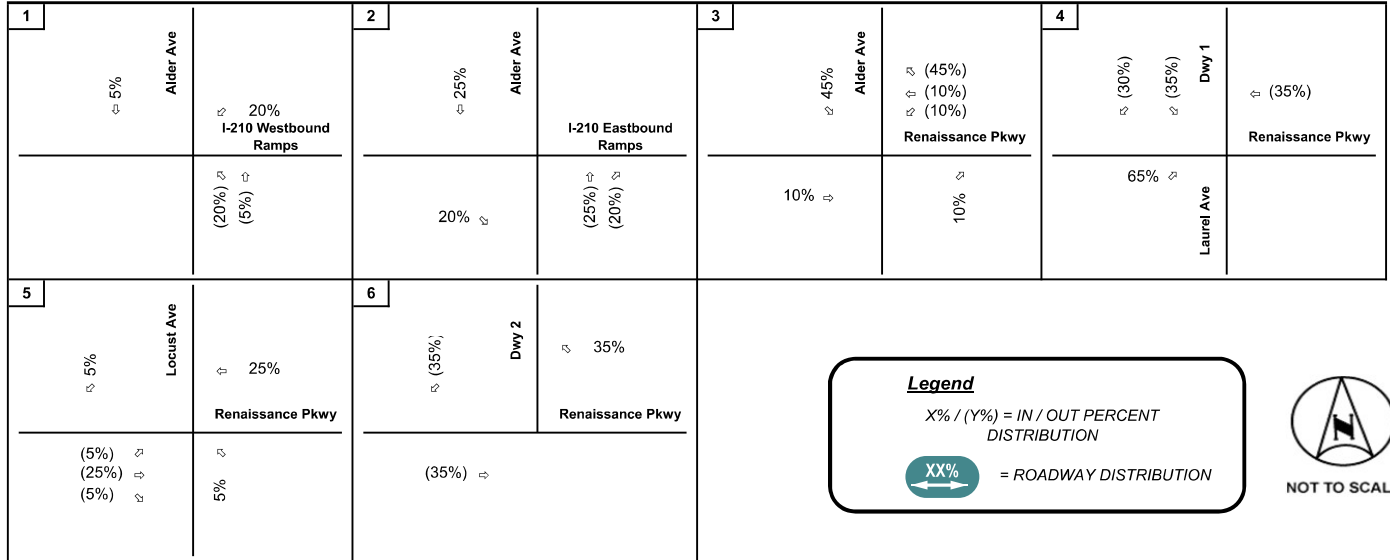 1
5%
Alder Ave
20%
I-210 Westbound
Ramps
(20%)
(5%)
2
25%
Alder Ave
I-210 Eastbound
Ramps
20%
(25%)
(20%)
3
45%
Alder Ave
(45%)
(10%)
(10%)
Renaissance Pkwy
10%
10%
4
(30%)
(35%)
Dwy 1
(35%)
Renaissance Pkwy
65%
Laurel Ave
5
5%
Locust Ave
25%
Renaissance Pkwy
(5%)
(25%)
(5%)
5%
6
(35%)
Dwy 2
35%
Renaissance Pkwy
(35%)
Legend
X% / (Y%) = IN / OUT PERCENT
DISTRIBUTION
XX%
= ROADWAY DISTRIBUTION
N
NOT TO SCAL